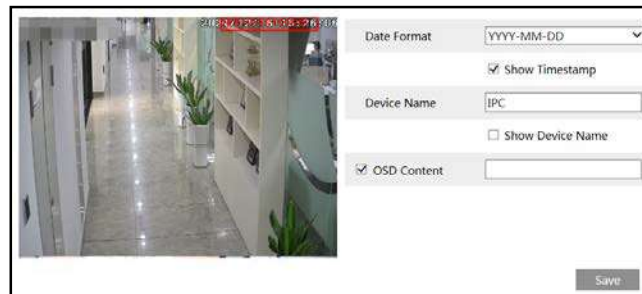 Date Format
YYYY-MM-DD
Show Timestamp
Device Name
IPC
Show Device Name
OSD Content
Save